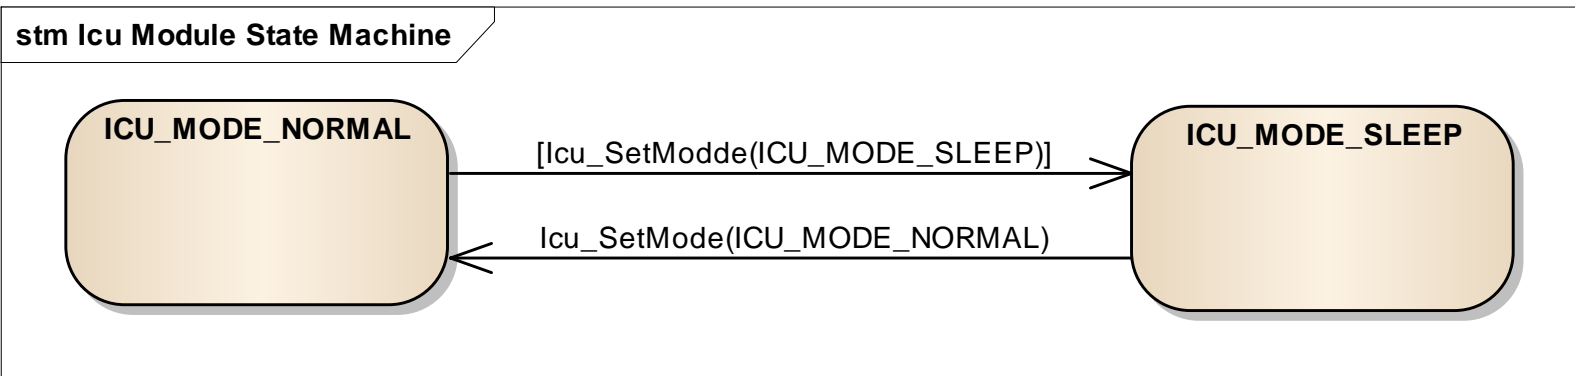 stm Icu Module State Machine
ICU_MODE_NORMAL
ICU_MODE_SLEEP
[Icu_SetModde(ICU_MODE_SLEEP)]
Icu_SetMode(ICU_MODE_NORMAL)